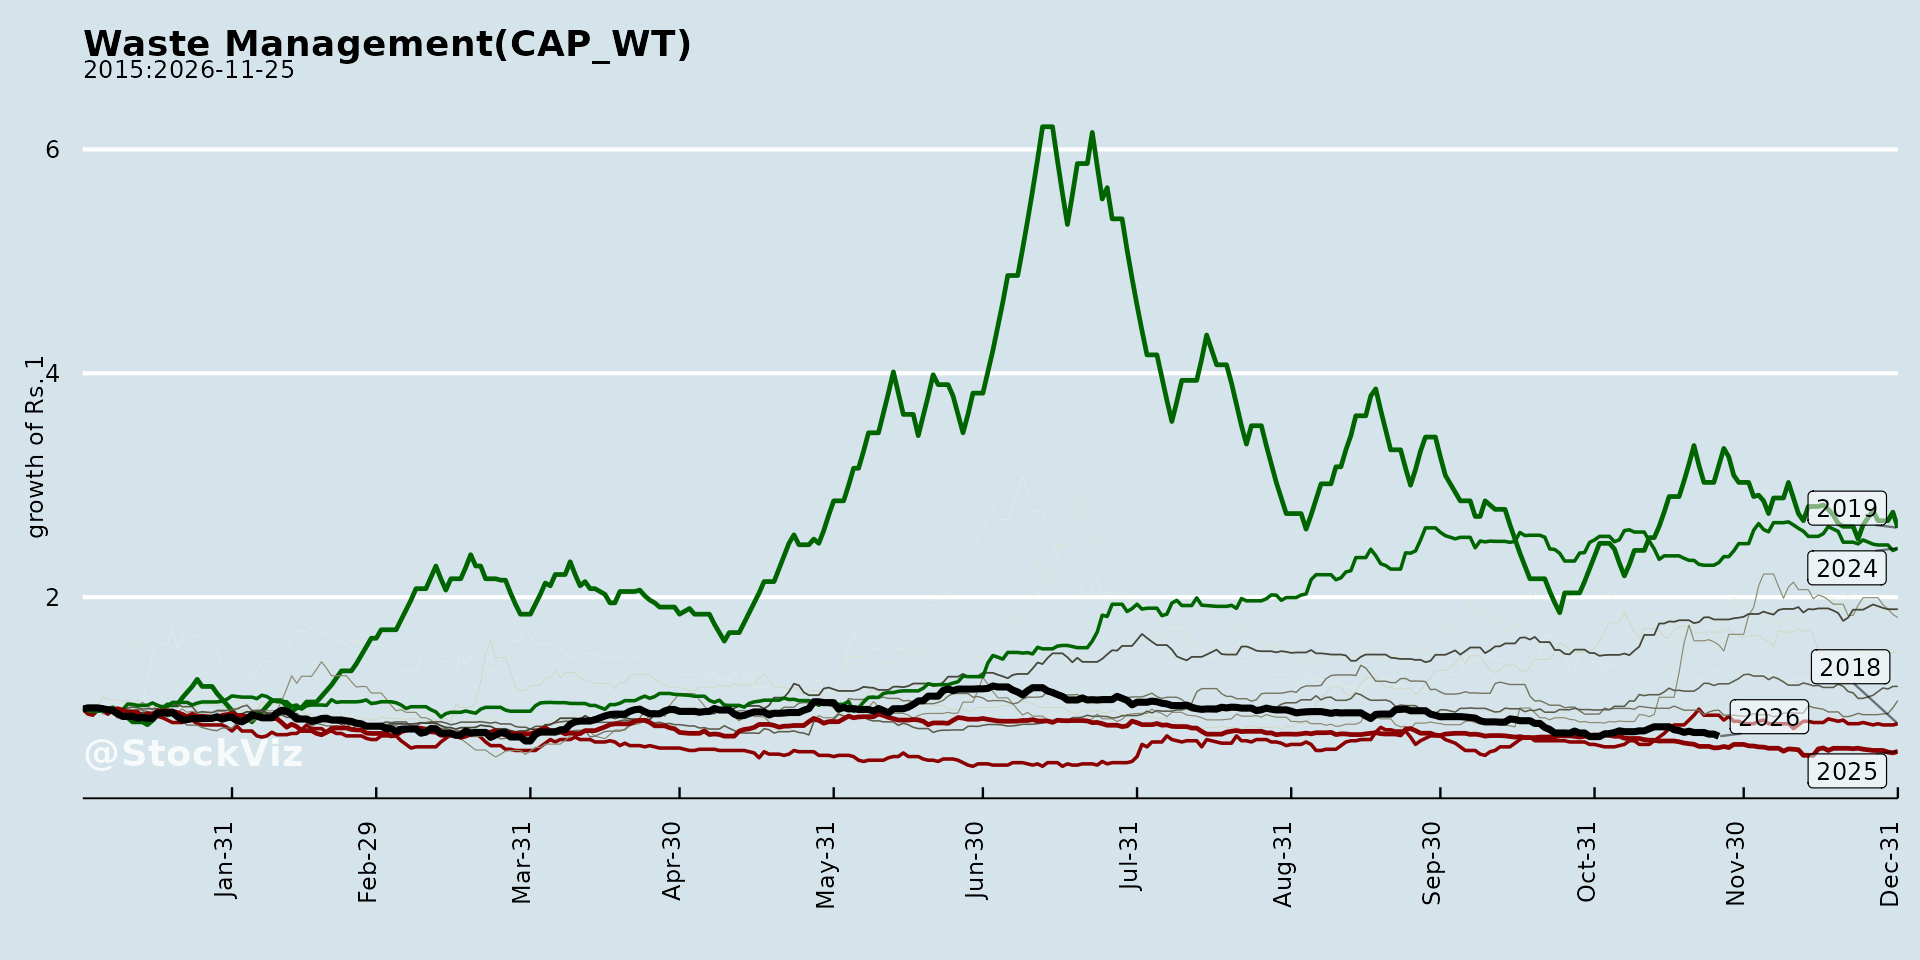 Waste Management(CAP_WT)
2015:2026-11-25
growth of Rs. 1
6
4
2
2019
2024
2018
2026
2025
@StockViz
Jan-31
Feb-29
Mar-31
Apr-30
May-31
Jun-30
Jul-31
Aug-31
Sep-30
Oct-31
Nov-30
Dec-31